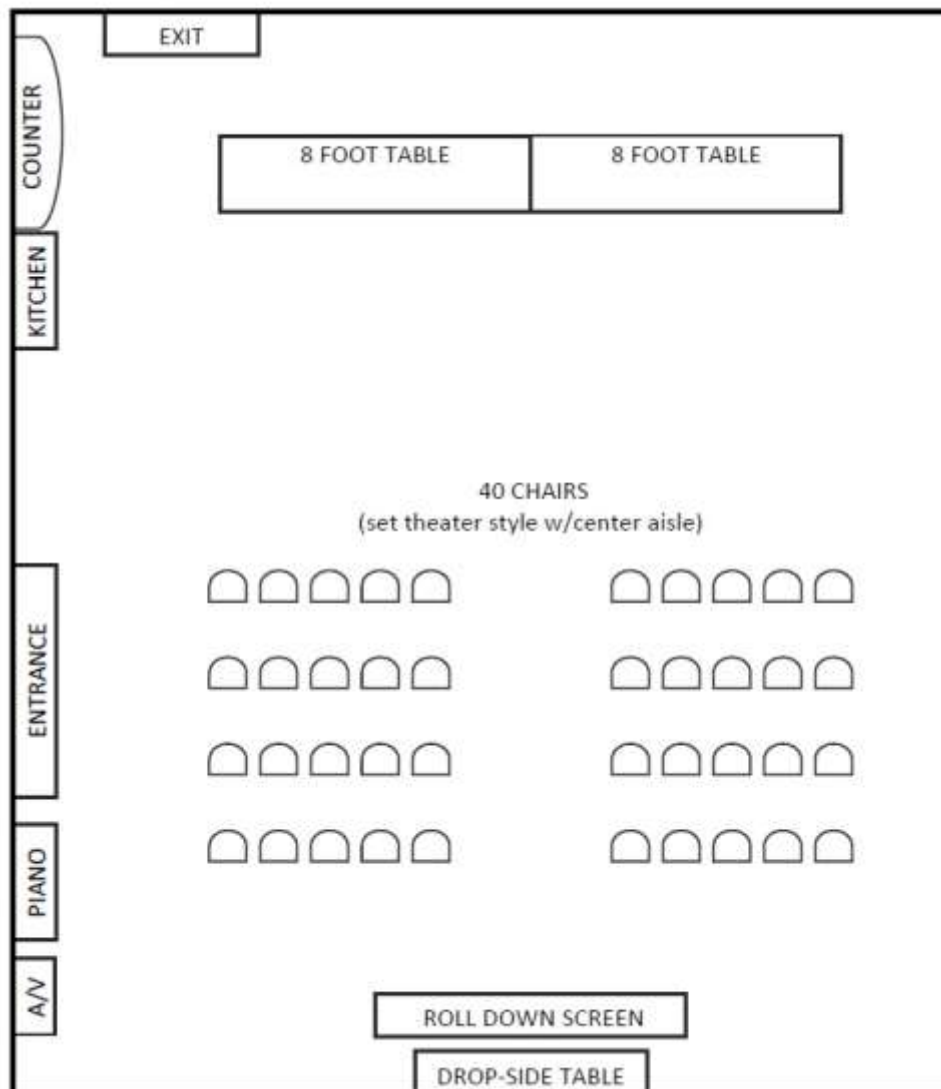 EXIT
COUNTER
8 FOOT TABLE
8 FOOT TABLE
KITCHEN
40 CHAIRS
(set theater style w/center aisle)
ENTRANCE
PIANO
A/V
ROLL DOWN SCREEN
DROP-SIDE TABLE